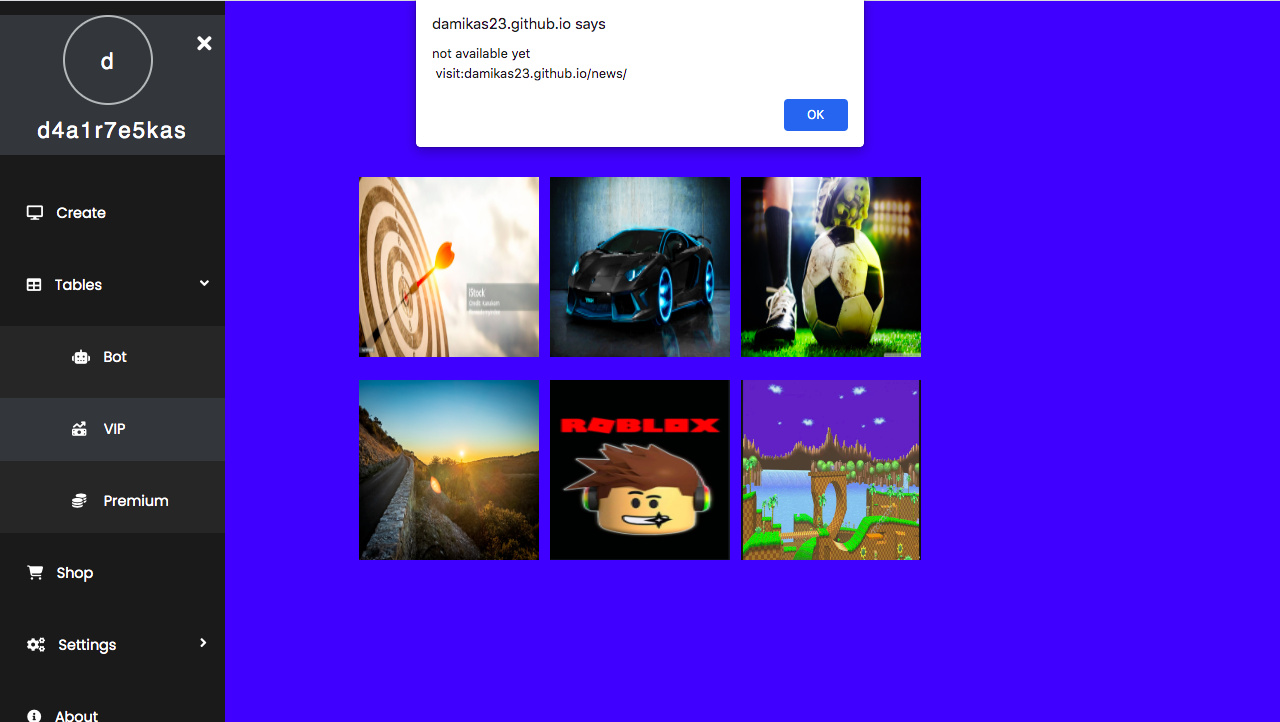 damikas23.github.io says
not available yet
visit:damikas23.github.io/news/
OK
d
d4a1r7e5kas
Create
Tables
Bot
VIP
Premium
Shop
Settings
About
iStock
ROBLOX